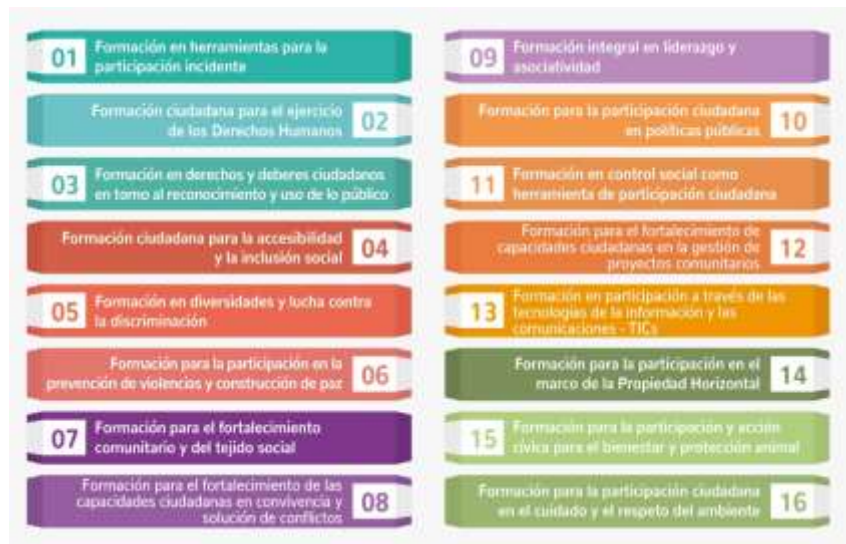 01
Formación en herramientas para la
participación incidente
Formación ciudadana para el ejercicio
de los Derechos Humanos
02
03
Formación en derechos y deberes ciudadanos
en torno al reconocimiento y uso de lo público
Formación ciudadana para la accesibilidad
y la inclusión social
04
05
Formación en diversidades y lucha contra
la discriminación
Formación para la participación en la
prevención de violencias y construcción de paz
06
07
Formación para el fortalecimiento
comunitario y del tejido social
Formación para el fortalecimiento de las
capacidades ciudadanas en convivencia y
solución de conflictos
08
09
Formación integral en liderazgo y
asociatividad
Formación para la participación ciudadana
en políticas públicas
10
11
Formación en control social como
herramienta de participación ciudadana
Formación para el fortalecimiento de
capacidades ciudadanas en la gestión de
proyectos comunitarios
12
13
Formación en participación a través de las
tecnologías de la información y las
comunicaciones - TICs
Formación para la participación en el
marco de la Propiedad Horizontal
14
15
Formación para la participación y acción
cívica para el bienestar y protección animal
Formación para la participación ciudadana
en el cuidado y el respeto del ambiente
16